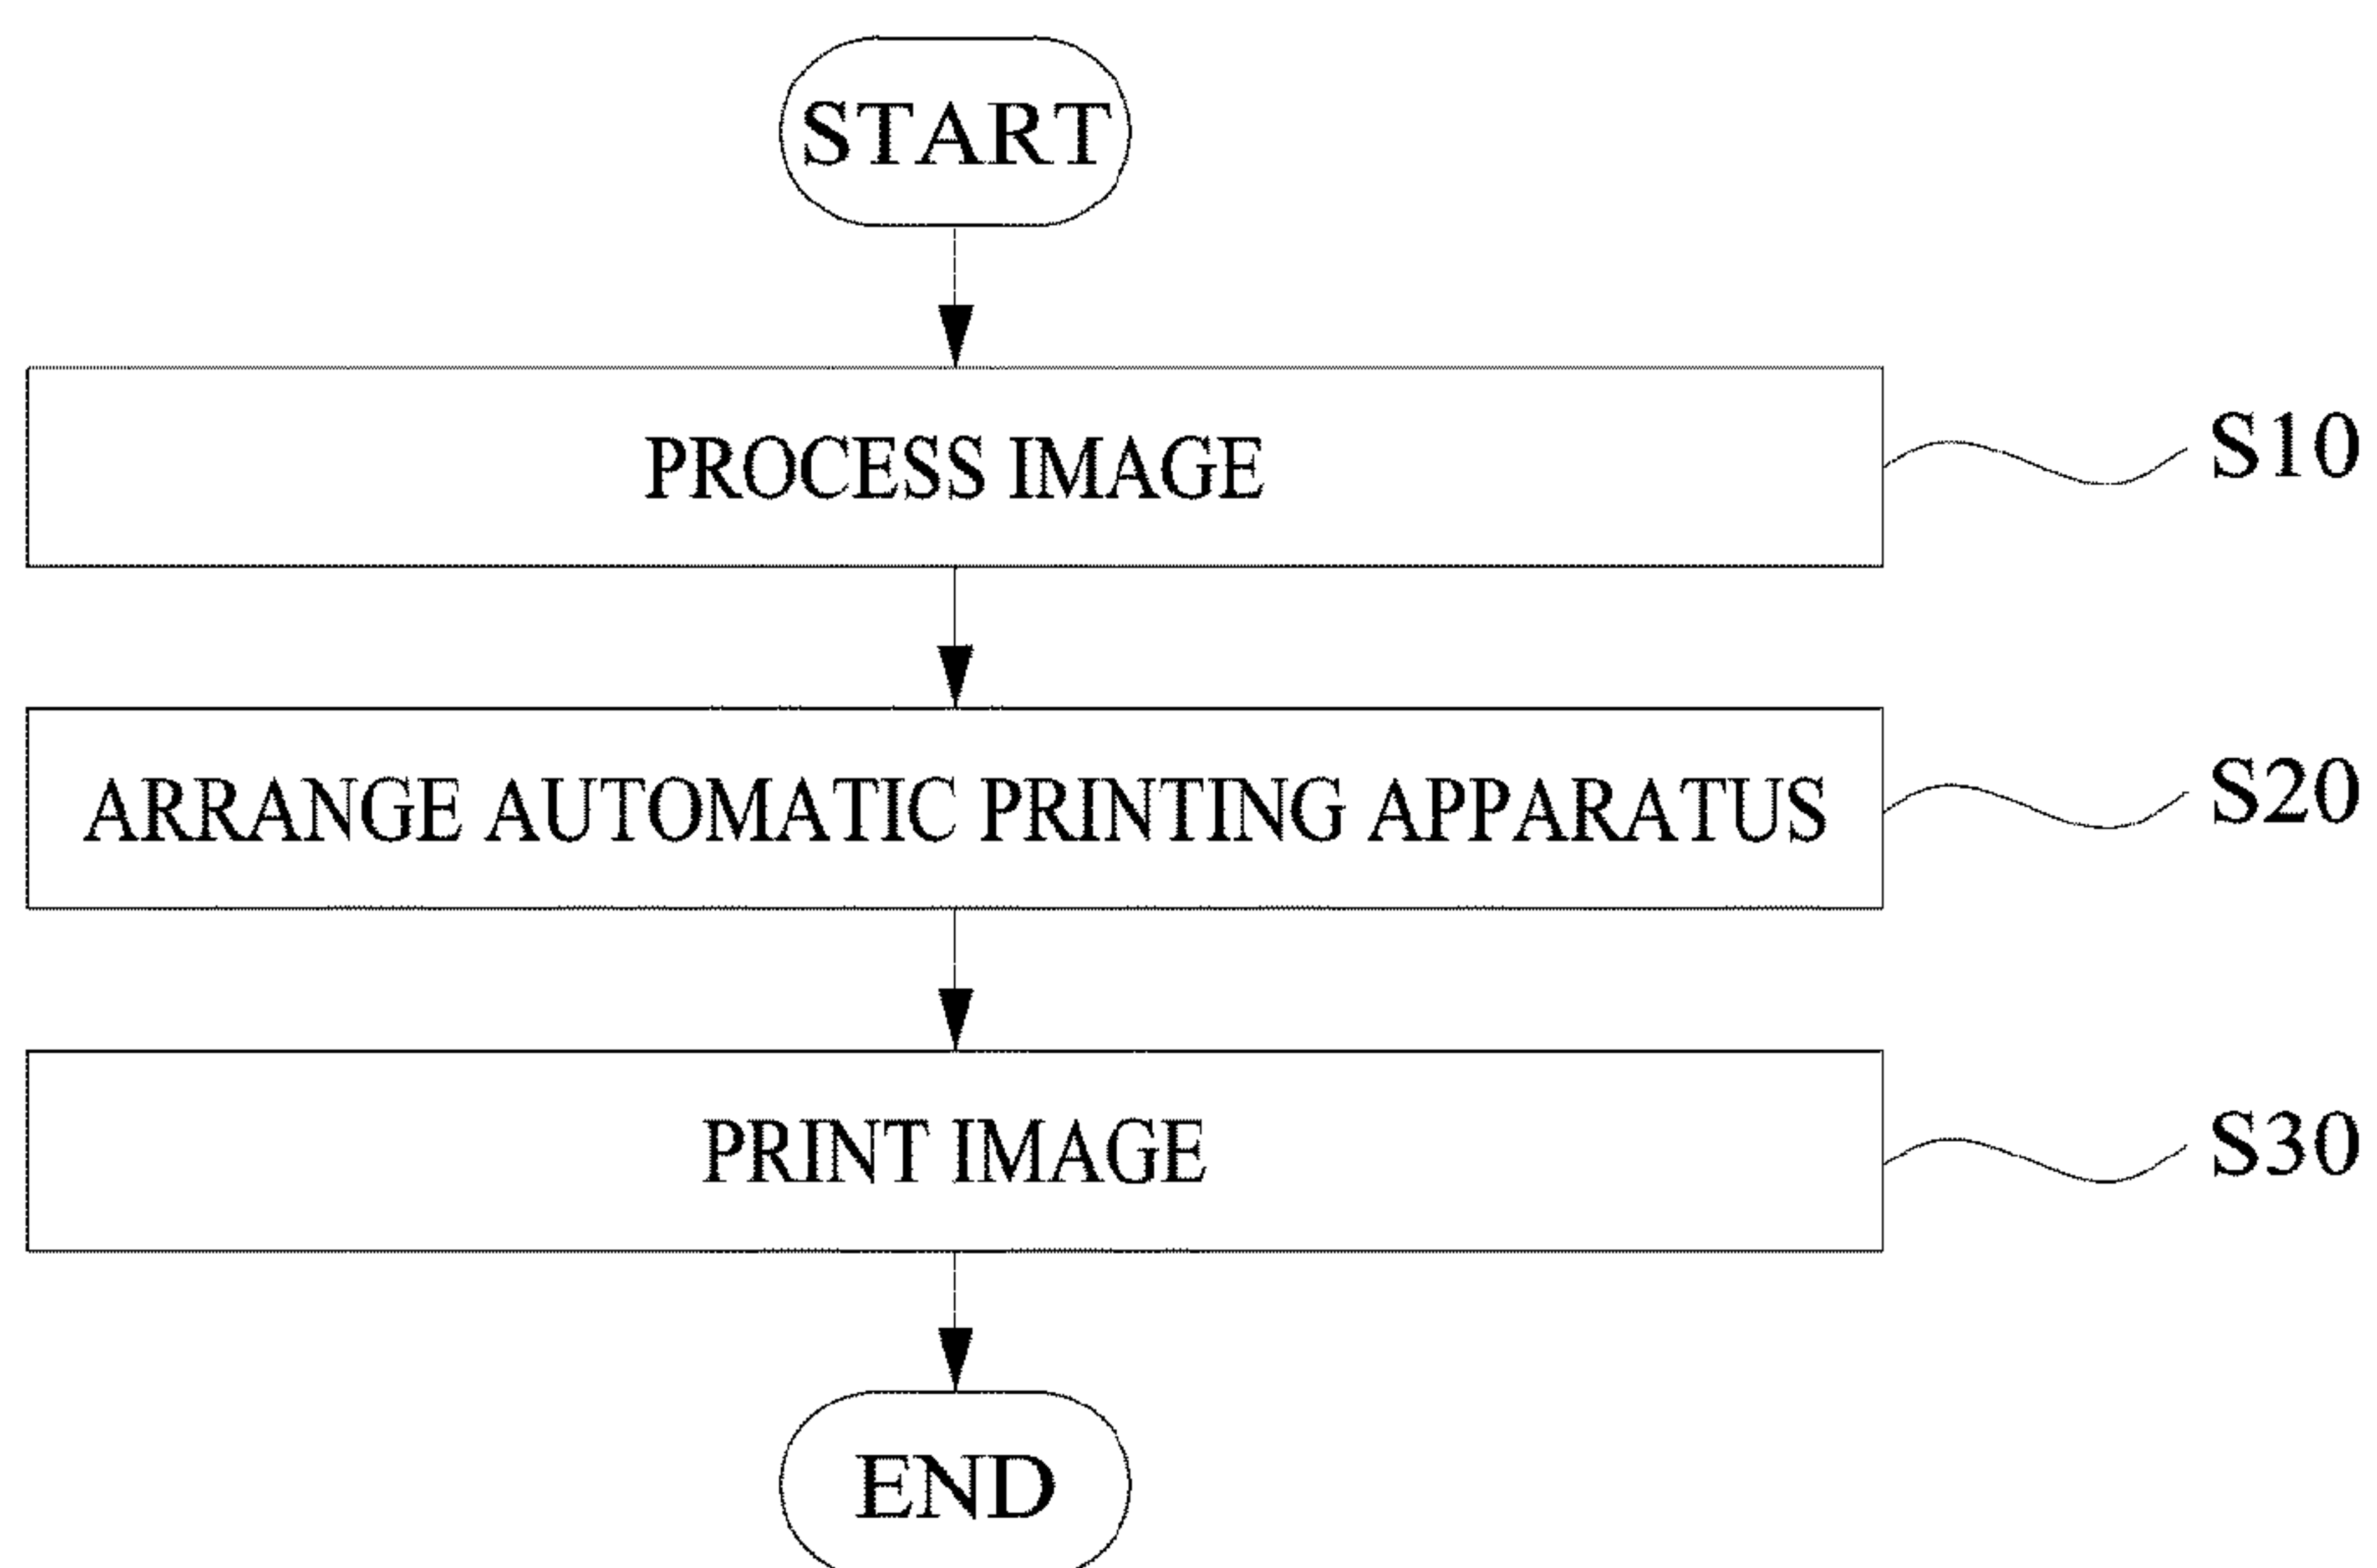 START
PROCESS IMAGE
S10
ARRANGE AUTOMATIC PRINTING APPARATUS
S20
PRINT IMAGE
S30
END